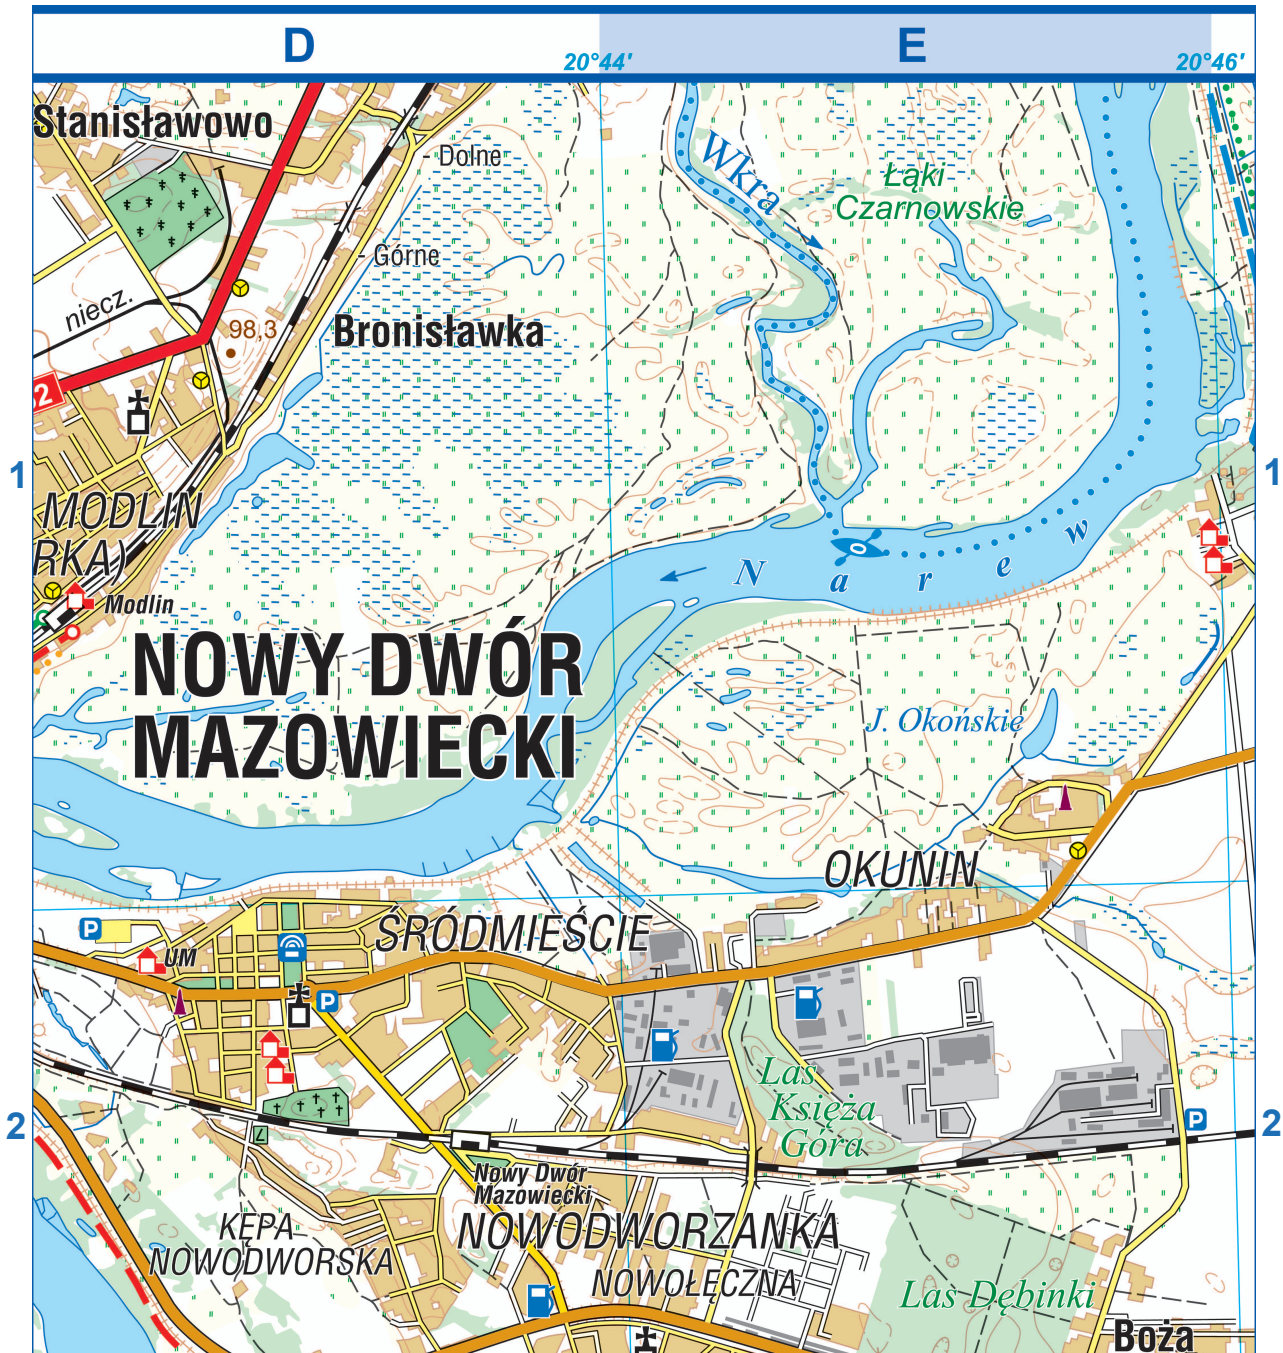 D
E
20°44'
20°46'
Stanisławowo
- Dolne
Wkra
Łąki
Czarnowskie
- Górne
niecz.
98,3
Bronisławka
62
1
1
MODLIN
RKA)
Modlin
N a r e w
NOWY DWÓR
MAZOWIECKI
J. Okonskie
OKUNIN
P
ŚRÓDMIEŚCIE
UM
P
Las
Księża
Góra
2
P
2
Nowy Dwór
Mazowiecki
KĘPA
NOWODWORSKA
NOWODWORZANKA
NOWOŁĘCZNA
Las Dębinki
Boża